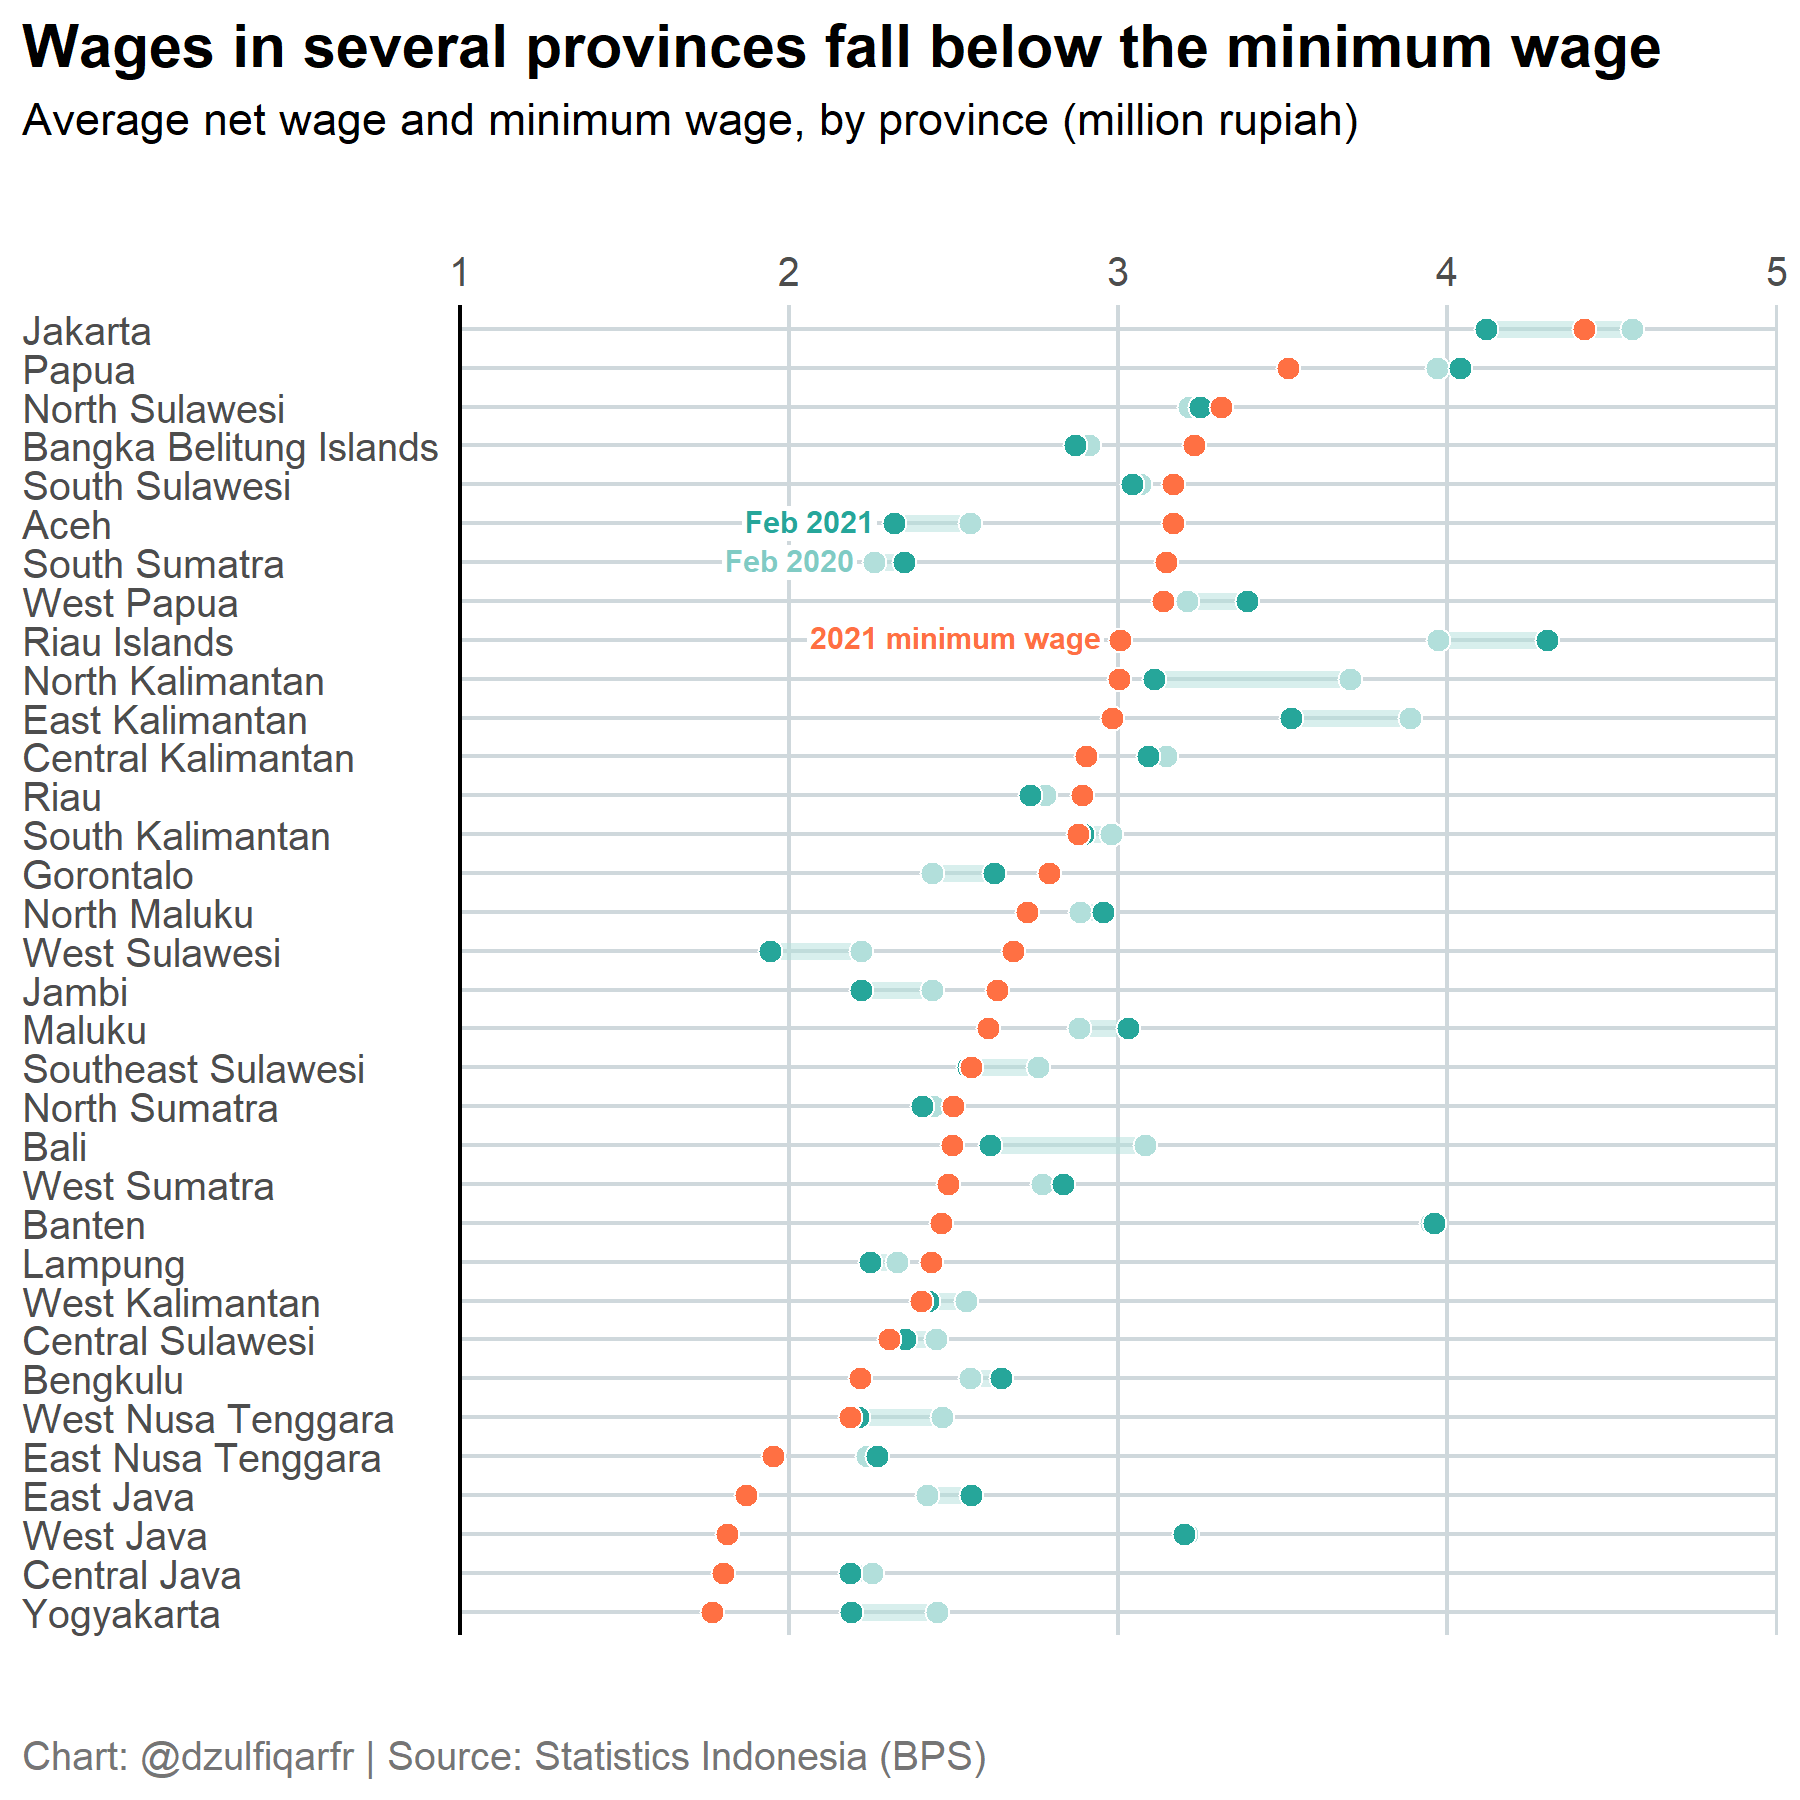 Wages in several provinces fall below the minimum wage
Average net wage and minimum wage, by province (million rupiah)
1 2 3 4 5
Jakarta
Papua
North Sulawesi
Bangka Belitung Islands
South Sulawesi
Aceh
Feb 2021
South Sumatra
Feb 2020
West Papua
Riau Islands
2021 minimum wage
North Kalimantan
East Kalimantan
Central Kalimantan
Riau
South Kalimantan
Gorontalo
North Maluku
West Sulawesi
Jambi
Maluku
Southeast Sulawesi
North Sumatra
Bali
West Sumatra
Banten
Lampung
West Kalimantan
Central Sulawesi
Bengkulu
West Nusa Tenggara
East Nusa Tenggara
East Java
West Java
Central Java
Yogyakarta
Chart: @dzulfiqarfr | Source: Statistics Indonesia (BPS)